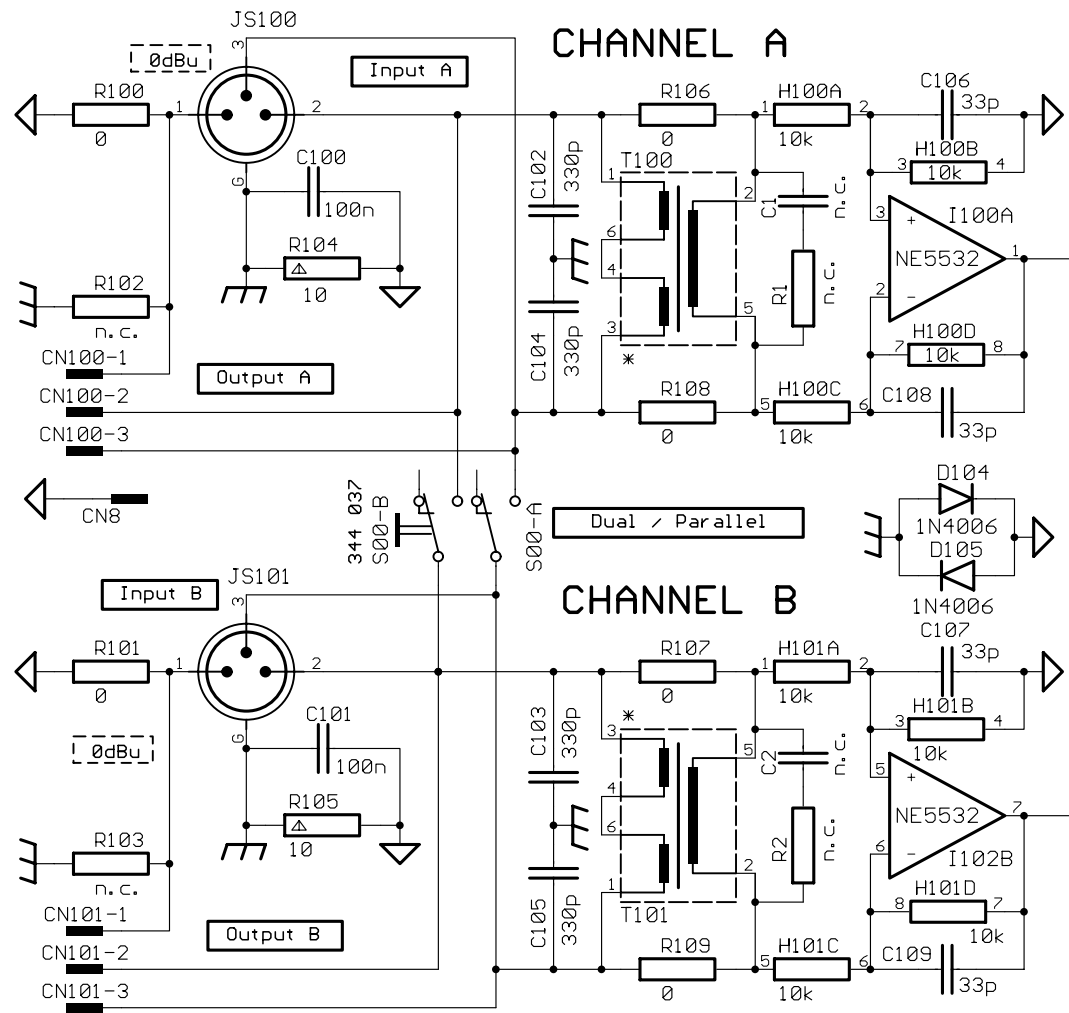 JS100
CHANNEL A
3
0dBu
Input A
R100
1
2
0
R106
0
1
H100A
2
10k
C106
33p
G
C100
100n
C102
330p
T100
1
2
6
4
5
3
*
C1
n.c.
3
H100B
4
10k
I100A
3
+
NE5532
1
2
-
R104
10
R1
n.c.
R102
n.c.
C104
330p
7
H100D
8
10k
CN100-1
Output A
CN100-2
R108
0
5
H100C
6
10k
C108
33p
CN100-3
CN8
344 037
S00-B
S00-A
Dual / Parallel
D104
1N4006
D105
1N4006
JS101
Input B
3
CHANNEL B
C107
33p
R101
1
2
0
R107
0
1
H101A
2
10k
0dBu
G
C101
100n
C103
330p
*
3
5
4
6
2
1
T101
C2
n.c.
H101B
3
4
10k
5
+
NE5532
7
6
-
I102B
R105
10
R2
n.c.
R103
n.c.
C105
330p
H101D
8
7
10k
CN101-1
Output B
CN101-2
R109
0
5
H101C
6
10k
C109
33p
CN101-3